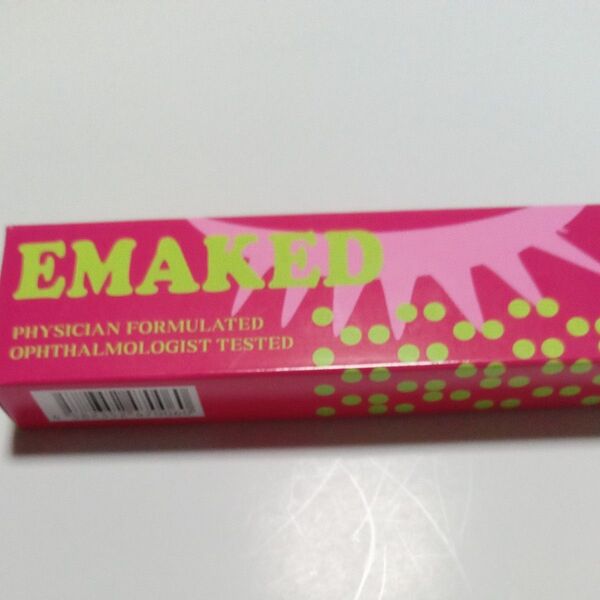 EMAKED
PHYSICIAN FORMULATED
OPHTHALMOLOGIST TESTED